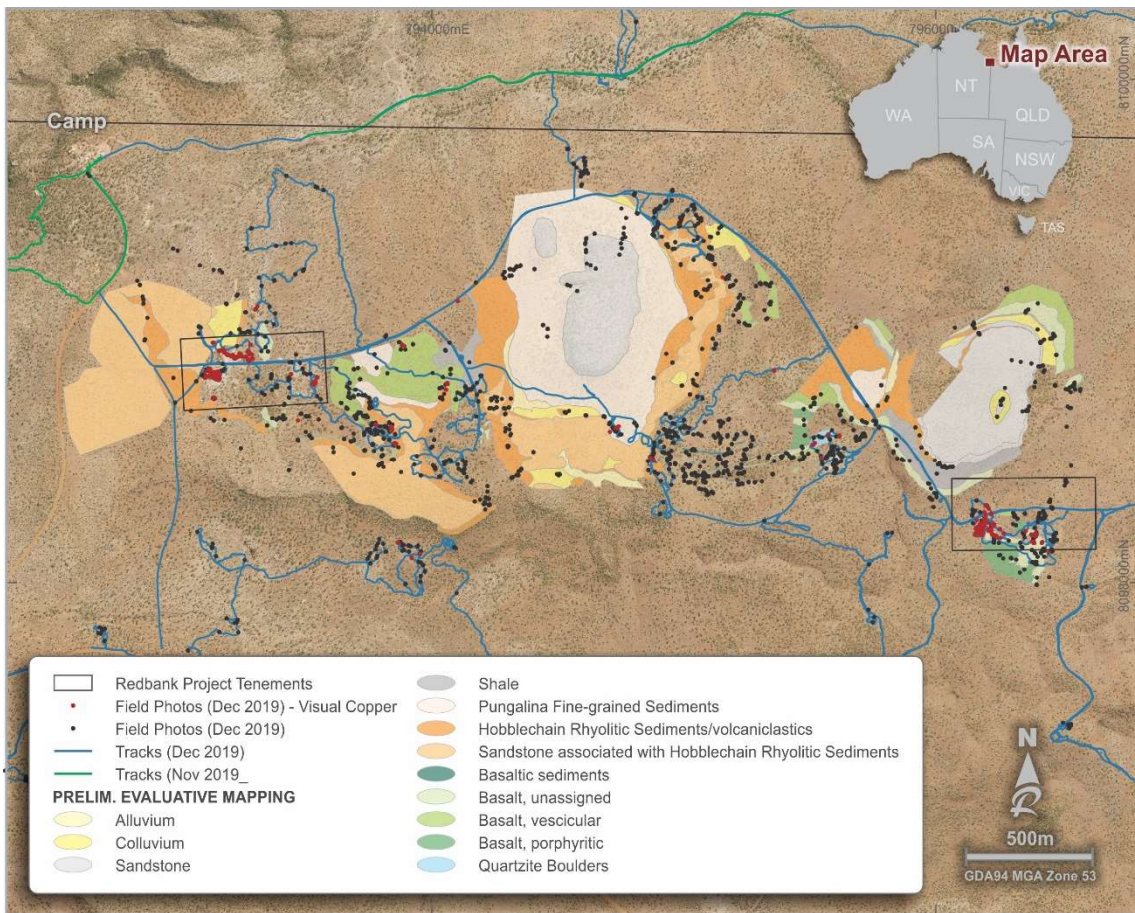 794000mE
796000mE
8100000mN
Map Area
NT
WA
QLD
SA
NSW
VIC
TAS
Camp
8098000mN
Redbank Project Tenements
Field Photos (Dec 2019) - Visual Copper
Field Photos (Dec 2019)
Tracks (Dec 2019)
Tracks (Nov 2019_
PRELIM. EVALUATIVE MAPPING
Alluvium
Colluvium
Sandstone
Shale
Pungalina Fine-grained Sediments
Hobblechain Rhyolitic Sediments/volcaniclastics
Sandstone associated with Hobblechain Rhyolitic Sediments
Basaltic sediments
Basalt, unassigned
Basalt, vescicular
Basalt, porphyritic
Quartzite Boulders
N
500m
GDA94 MGA Zone 53